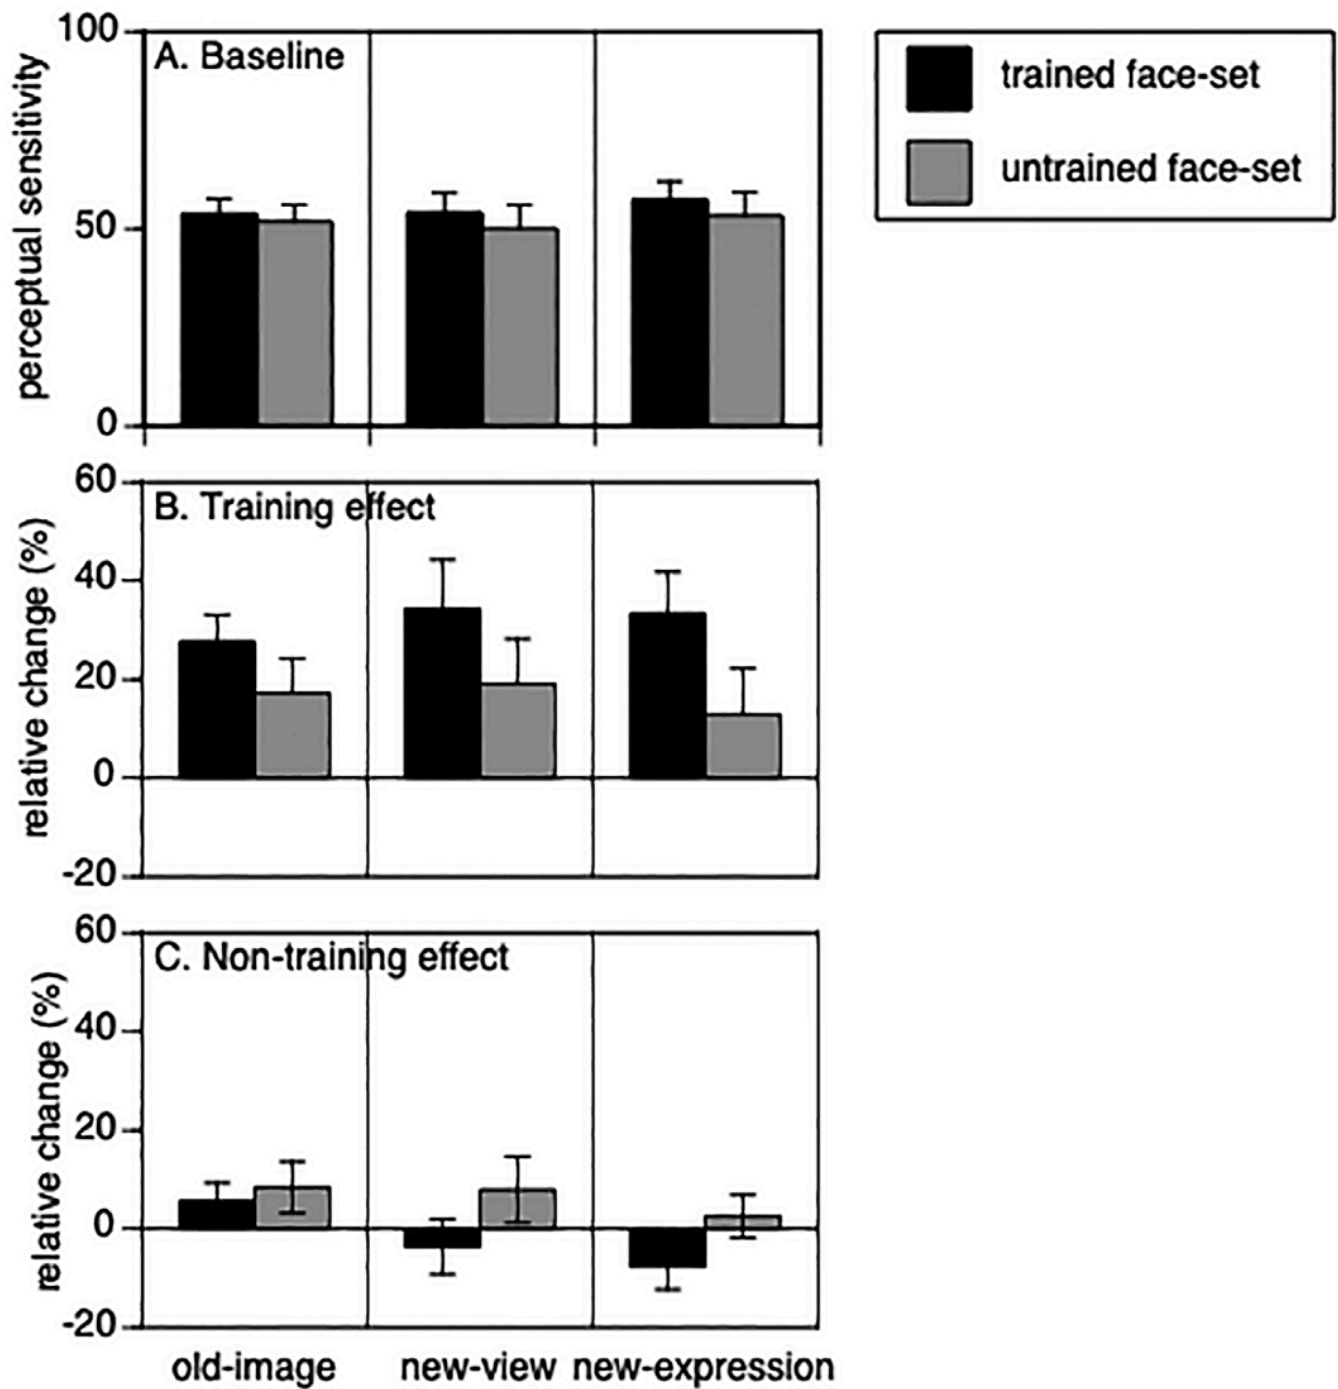 100
50
0
perceptual sensitivity
A. Baseline
trained face-set
untrained face-set
60
40
20
0
-20
relative change (%)
B. Training effect
60
40
20
0
-20
relative change (%)
C. Non-training effect
old-image
new-view
new-expression